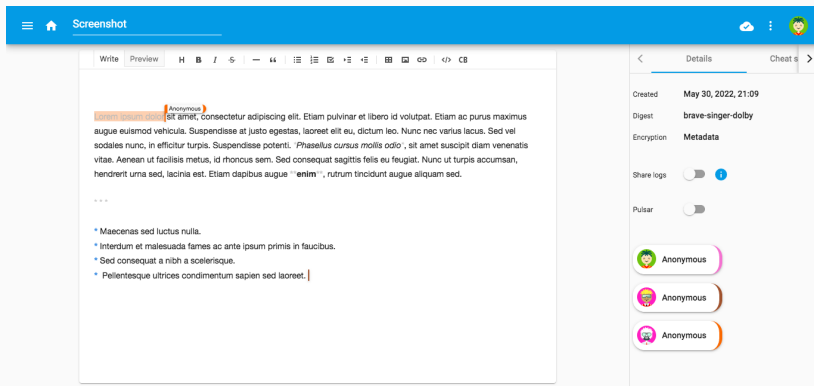 Screenshot
Write Preview H B I S — “ </> CB
Details Cheat s
Anonymous
Lorem ipsum dolor sit amet, consectetur adipiscing elit. Etiam pulvinar et libero id volutpat. Etiam ac purus maximus
augue euismod vehicula. Suspendisse at justo egestas, laoreet elit eu, dictum leo. Nunc nec varius lacus. Sed vel
sodales nunc, in efficitur turpis. Suspendisse potenti. *Phasellus cursus mollis odio*, sit amet suscipit diam venenatis
vitae. Aenean ut facilisis metus, id rhoncus sem. Sed consequat sagittis felis eu feugiat. Nunc ut turpis accumsan,
hendrerit urna sed, lacinia est. Etiam dapibus augue **enim**, rutrum tincidunt augue aliquam sed.
***
* Maecenas sed luctus nulla.
* Interdum et malesuada fames ac ante ipsum primis in faucibus.
* Sed consequat a nibh a scelerisque.
* Pellentesque ultrices condimentum sapien sed laoreet.
Created May 30, 2022, 21:09
Digest brave-singer-dolby
Encryption Metadata
Share logs
Pulsar
Anonymous
Anonymous
Anonymous